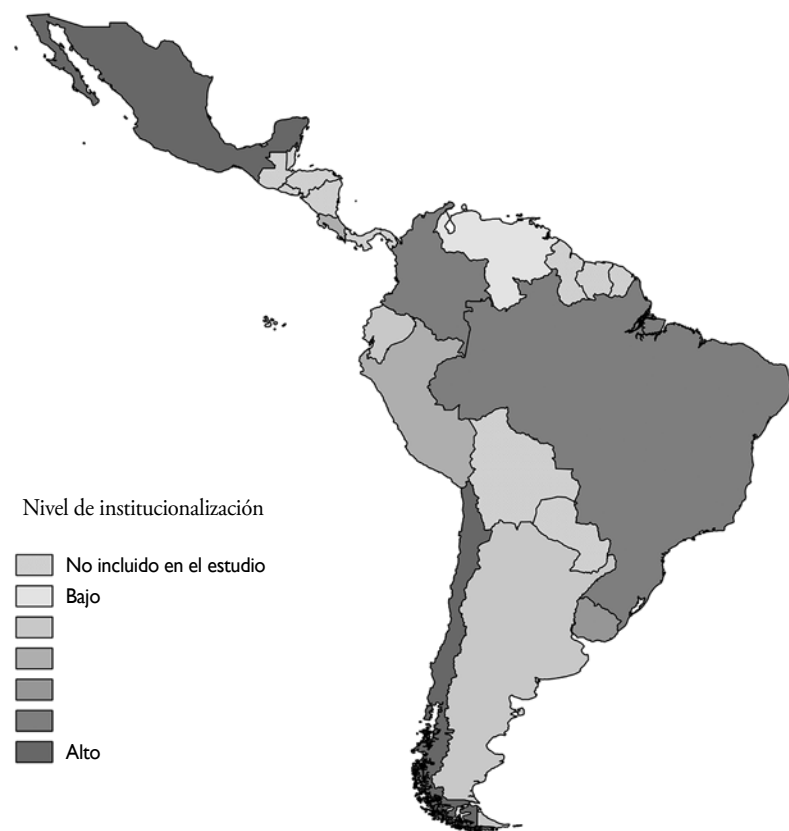 Nivel de institucionalización
No incluido en el estudio
Bajo
Alto